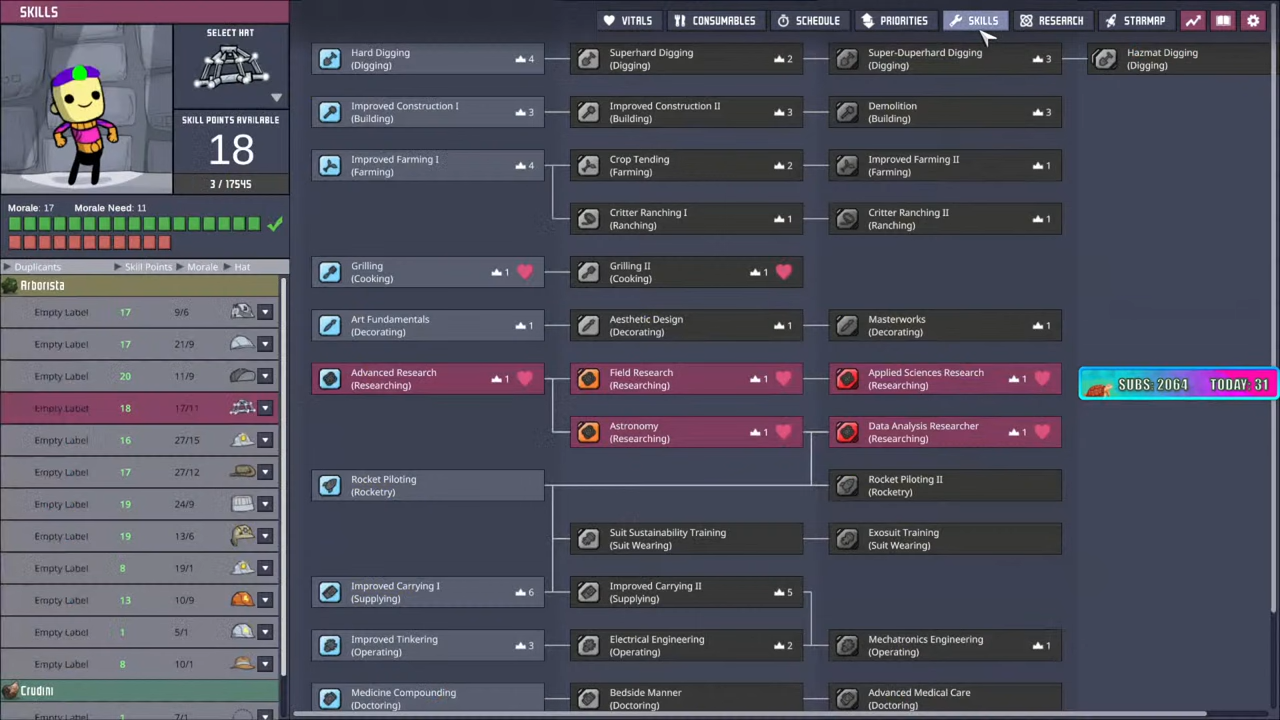 SKILLS
VITALS
CONSUMABLES
SCHEDULE
PRIORITIES
SKILLS
RESEARCH
STARMAP
SELECT HAT
SKILL POINTS AVAILABLE
18
3 / 17545
Morale: 17 Morale Need: 11
Duplicants Skill Points Morale Hat
Arborista
Empty Label 17 9/6
Empty Label 17 21/9
Empty Label 20 11/9
Empty Label 18 17/11
Empty Label 16 27/15
Empty Label 17 27/12
Empty Label 19 24/9
Empty Label 19 13/6
Empty Label 8 19/1
Empty Label 13 10/9
Empty Label 1 5/1
Empty Label 8 10/1
Crudini
Empty Label 1 7/1
Hard Digging
(Digging)
4
Superhard Digging
(Digging)
2
Super-Duperhard Digging
(Digging)
3
Hazmat Digging
(Digging)
Improved Construction I
(Building)
3
Improved Construction II
(Building)
3
Demolition
(Building)
3
Improved Farming I
(Farming)
4
Crop Tending
(Farming)
2
Improved Farming II
(Farming)
1
Critter Ranching I
(Ranching)
1
Critter Ranching II
(Ranching)
1
Grilling
(Cooking)
1
Grilling II
(Cooking)
1
Art Fundamentals
(Decorating)
1
Aesthetic Design
(Decorating)
1
Masterworks
(Decorating)
1
Advanced Research
(Researching)
1
Field Research
(Researching)
1
Applied Sciences Research
(Researching)
1
SUBS: 2064 TODAY: 31
Astronomy
(Researching)
1
Data Analysis Researcher
(Researching)
1
Rocket Piloting
(Rocketry)
Rocket Piloting II
(Rocketry)
Suit Sustainability Training
(Suit Wearing)
Exosuit Training
(Suit Wearing)
Improved Carrying I
(Supplying)
6
Improved Carrying II
(Supplying)
5
Improved Tinkering
(Operating)
3
Electrical Engineering
(Operating)
2
Mechatronics Engineering
(Operating)
1
Medicine Compounding
(Doctoring)
Bedside Manner
(Doctoring)
Advanced Medical Care
(Doctoring)